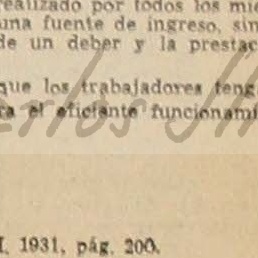 realizado por todos los mie
una fuente de ingreso, sin
de un deber y la prestac
que los trabajadores teng
ra el eficiente funcionami
I, 1931, pág. 200.